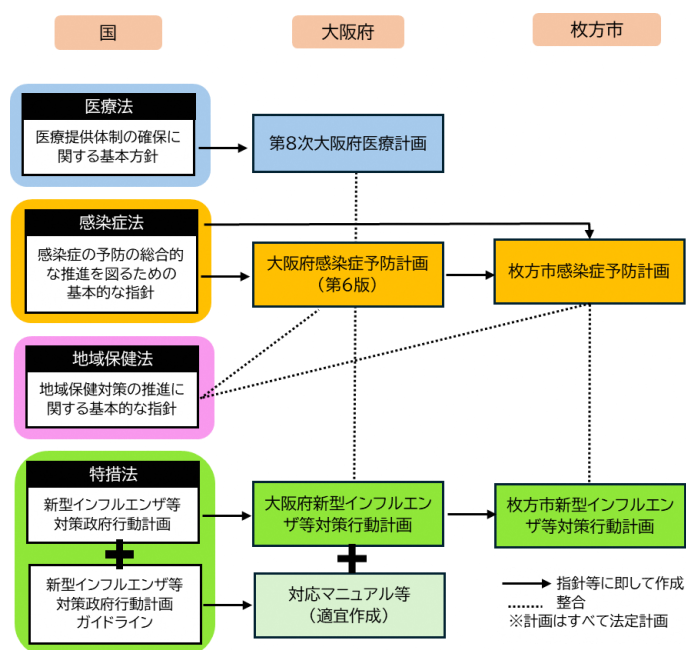 国
大阪府
枚方市
医療法
医療提供体制の確保に
関する基本方針
第8次大阪府医療計画
感染症法
感染症の予防の総合的
な推進を図るための
基本的な指針
大阪府感染症予防計画
（第6版）
枚方市感染症予防計画
地域保健法
地域保健対策の推進に
関する基本的な指針
特措法
新型インフルエンザ等
対策政府行動計画
大阪府新型インフルエン
ザ等対策行動計画
枚方市新型インフルエン
ザ等対策行動計画
新型インフルエンザ等
対策政府行動計画
ガイドライン
対応マニュアル等
（適宜作成）
指針等に即して作成
整合
※計画はすべて法定計画